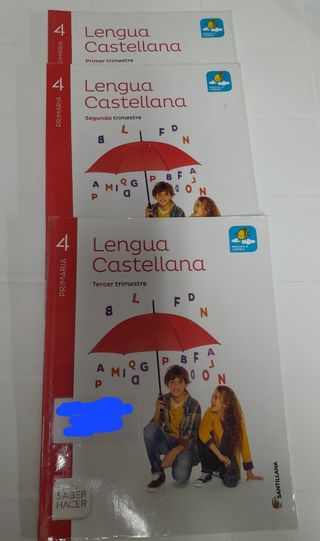 4
PRIMARIA
Lengua
Castellana
Primer trimestre
4
PRIMARIA
Lengua
Castellana
Segundo trimestre
B L F D N
A M I Q G P B F A
P D O O L N
4
PRIMARIA
Lengua
Castellana
Tercer trimestre
B L F D N
A M I Q G P B F A
P D O O L N
SABER
HACER
SANTILLANA